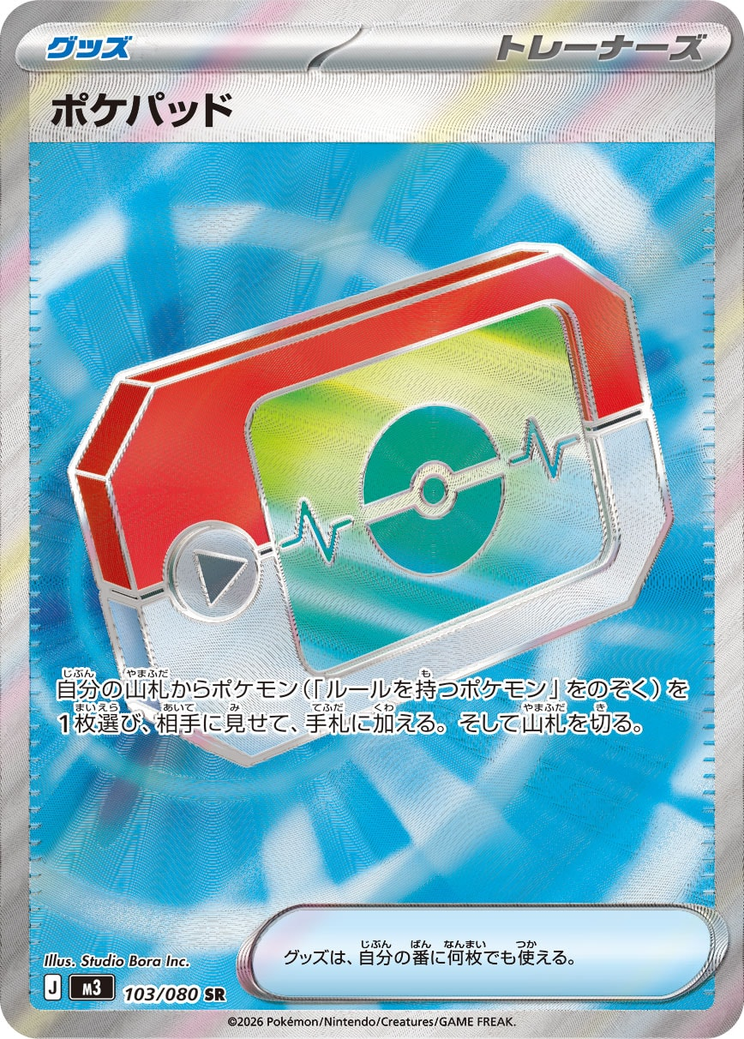 グッズ
トレーナーズ
ポケパッド
自分の山札からポケモン(「ルールを持つポケモン」をのぞく)を
1枚選び、相手に見せて、手札に加える。そして山札を切る。
グッズは、自分の番に何枚でも使える。
Illus. Studio Bora Inc.
J M3 103/080 SR
©2026 Pokémon/Nintendo/Creatures/GAME FREAK.